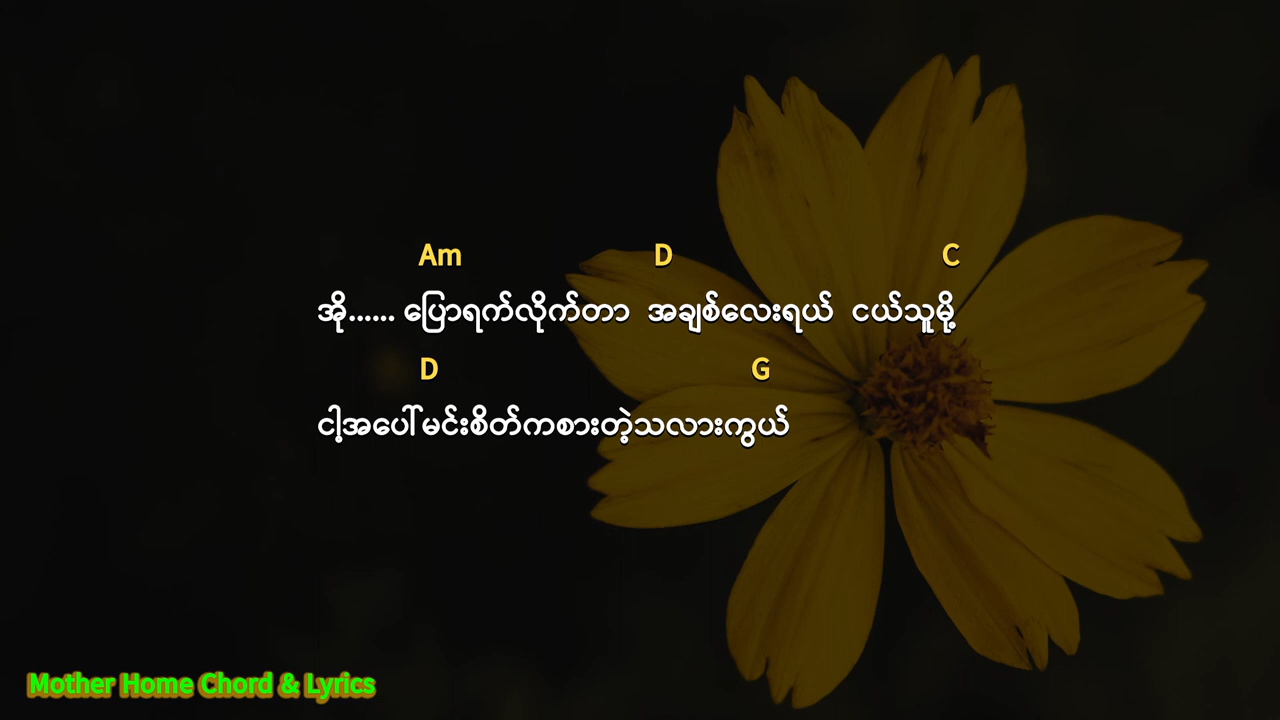 Am D C
အို...... ပြောရက်လိုက်တာ အချစ်လေးရယ် ငယ်သူမို့
D G
ငါ့အပေါ်မင်းစိတ်ကစားတဲ့သလားကွယ်
Mother Home Chord & Lyrics